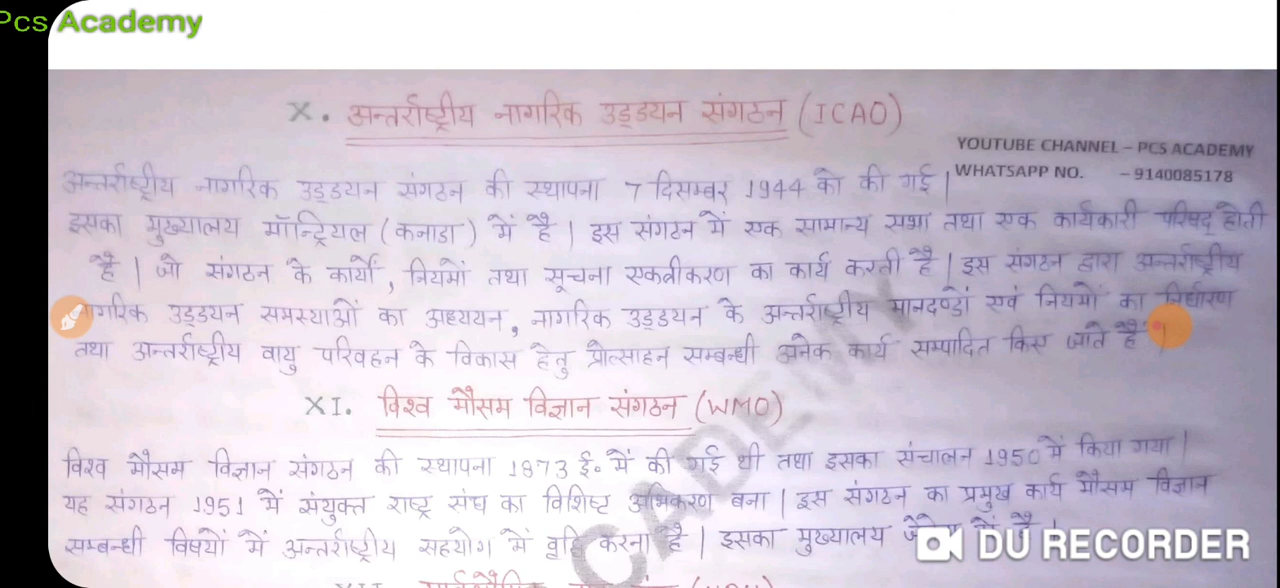 Pcs Academy
X. अन्तर्राष्ट्रीय नागरिक उड्डयन संगठन (ICAO)
YOUTUBE CHANNEL – PCS ACADEMY
WHATSAPP NO. – 9140085178
अन्तर्राष्ट्रीय नागरिक उड्डयन संगठन की स्थापना 7 दिसम्बर 1944 को की गई|
इसका मुख्यालय मॉन्ट्रियल (कनाडा) में है| इस संगठन में एक सामान्य सभा तथा एक कार्यकारी परिषद् होती
है| जो संगठन के कार्यों, नियमों तथा सूचना एकत्रीकरण का कार्य करती है| इस संगठन द्वारा अन्तर्राष्ट्रीय
नागरिक उड्डयन समस्याओं का अध्ययन, नागरिक उड्डयन के अन्तर्राष्ट्रीय मानदण्डों एवं नियमों का निर्धारण
तथा अन्तर्राष्ट्रीय वायु परिवहन के विकास हेतु प्रोत्साहन सम्बन्धी अनेक कार्य सम्पादित किए जाते हैं|
XI. विश्व मौसम विज्ञान संगठन (WMO)
विश्व मौसम विज्ञान संगठन की स्थापना 1873 ई॰ में की गई थी तथा इसका संचालन 1950 में किया गया|
यह संगठन 1951 में संयुक्त राष्ट्र संघ का विशिष्ट अभिकरण बना| इस संगठन का प्रमुख कार्य मौसम विज्ञान
सम्बन्धी विषयों में अन्तर्राष्ट्रीय सहयोग में वृद्धि करना है| इसका मुख्यालय में है|
CADEMY
DU RECORDER